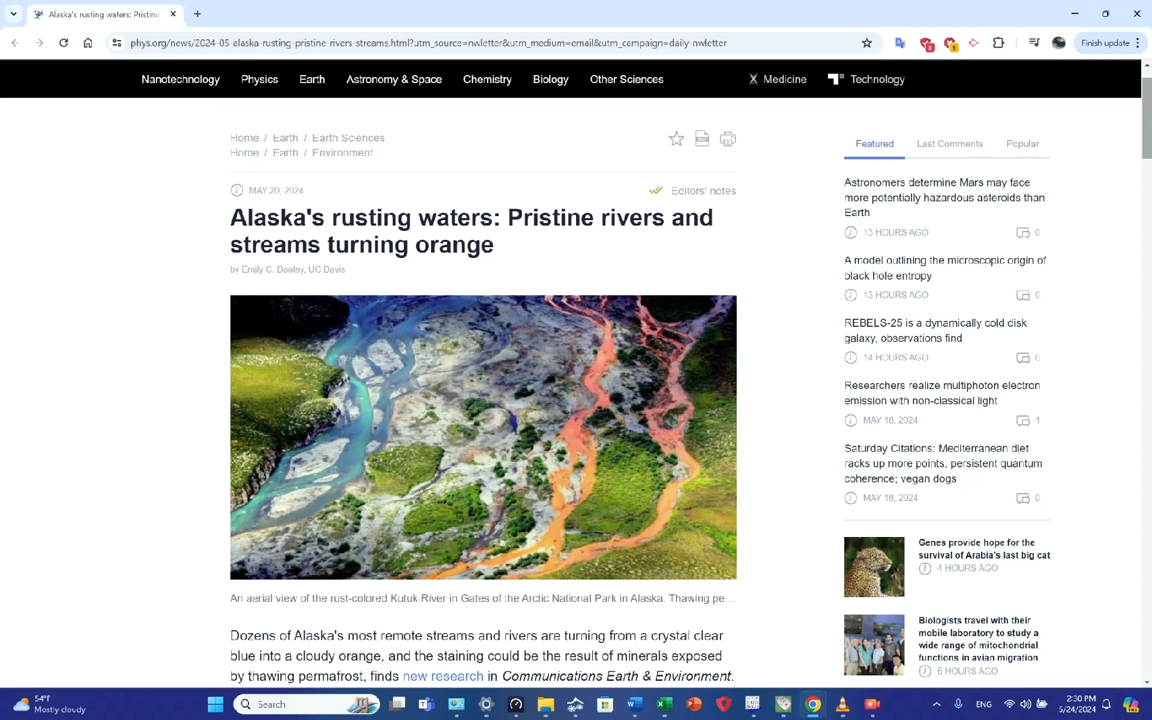 Alaska's rusting waters: Pristine
phys.org/news/2024-05-alaska-rusting-pristine-rivers-streams.html?utm_source=nwletter&utm_medium=email&utm_campaign=daily-nwletter
Finish update
Nanotechnology Physics Earth Astronomy & Space Chemistry Biology Other Sciences Medicine Technology
Home / Earth / Earth Sciences
Home / Earth / Environment
MAY 20, 2024
Editors' notes
Alaska's rusting waters: Pristine rivers and
streams turning orange
by Emily C. Dooley, UC Davis
An aerial view of the rust-colored Kutuk River in Gates of the Arctic National Park in Alaska. Thawing pe…
Dozens of Alaska's most remote streams and rivers are turning from a crystal clear
blue into a cloudy orange, and the staining could be the result of minerals exposed
by thawing permafrost, finds new research in Communications Earth & Environment.
Featured Last Comments Popular
Astronomers determine Mars may face
more potentially hazardous asteroids than
Earth
13 HOURS AGO 0
A model outlining the microscopic origin of
black hole entropy
13 HOURS AGO 0
REBELS-25 is a dynamically cold disk
galaxy, observations find
14 HOURS AGO 0
Researchers realize multiphoton electron
emission with non-classical light
MAY 18, 2024 1
Saturday Citations: Mediterranean diet
racks up more points, persistent quantum
coherence; vegan dogs
MAY 18, 2024 0
Genes provide hope for the
survival of Arabia's last big cat
4 HOURS AGO
Biologists travel with their
mobile laboratory to study a
wide range of mitochondrial
functions in avian migration
6 HOURS AGO
54°F
Mostly cloudy
Search
ENG
2:30 PM
5/24/2024